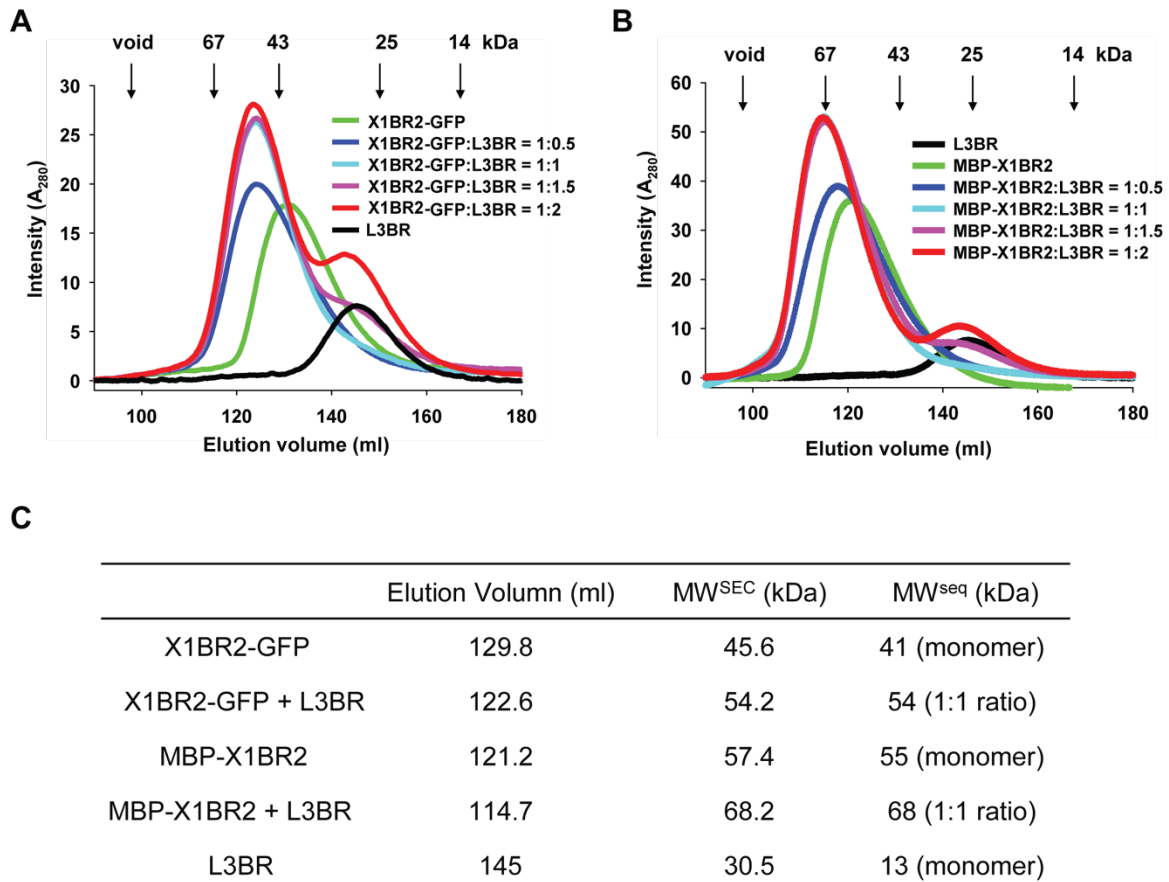 A
void 67 43 25 14 kDa
30
25
20
15
10
5
0
Intensity (A280)
X1BR2-GFP
X1BR2-GFP:L3BR = 1:0.5
X1BR2-GFP:L3BR = 1:1
X1BR2-GFP:L3BR = 1:1.5
X1BR2-GFP:L3BR = 1:2
L3BR
100 120 140 160 180
Elution volume (ml)
B
void 67 43 25 14 kDa
60
50
40
30
20
10
0
Intensity (A280)
L3BR
MBP-X1BR2
MBP-X1BR2:L3BR = 1:0.5
MBP-X1BR2:L3BR = 1:1
MBP-X1BR2:L3BR = 1:1.5
MBP-X1BR2:L3BR = 1:2
100 120 140 160 180
Elution volume (ml)
C
Elution Volumn (ml) MWSEC (kDa) MWseq (kDa)
X1BR2-GFP 129.8 45.6 41 (monomer)
X1BR2-GFP + L3BR 122.6 54.2 54 (1:1 ratio)
MBP-X1BR2 121.2 57.4 55 (monomer)
MBP-X1BR2 + L3BR 114.7 68.2 68 (1:1 ratio)
L3BR 145 30.5 13 (monomer)